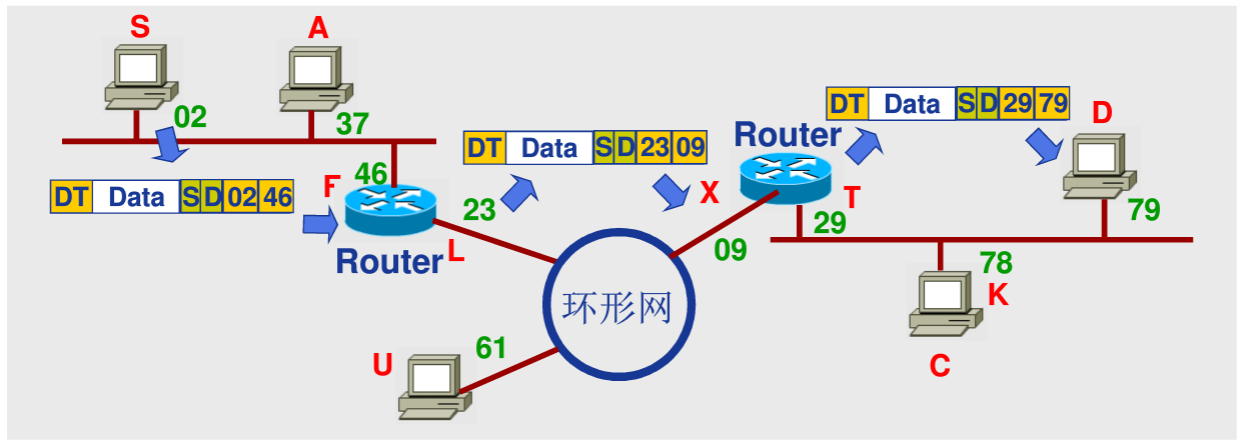 S
A
02
37
DT Data S D 02 46
F
46
Router
L
23
DT Data S D 23 09
Router
X
T
09
29
DT Data S D 29 79
D
79
78
K
C
环形网
U
61